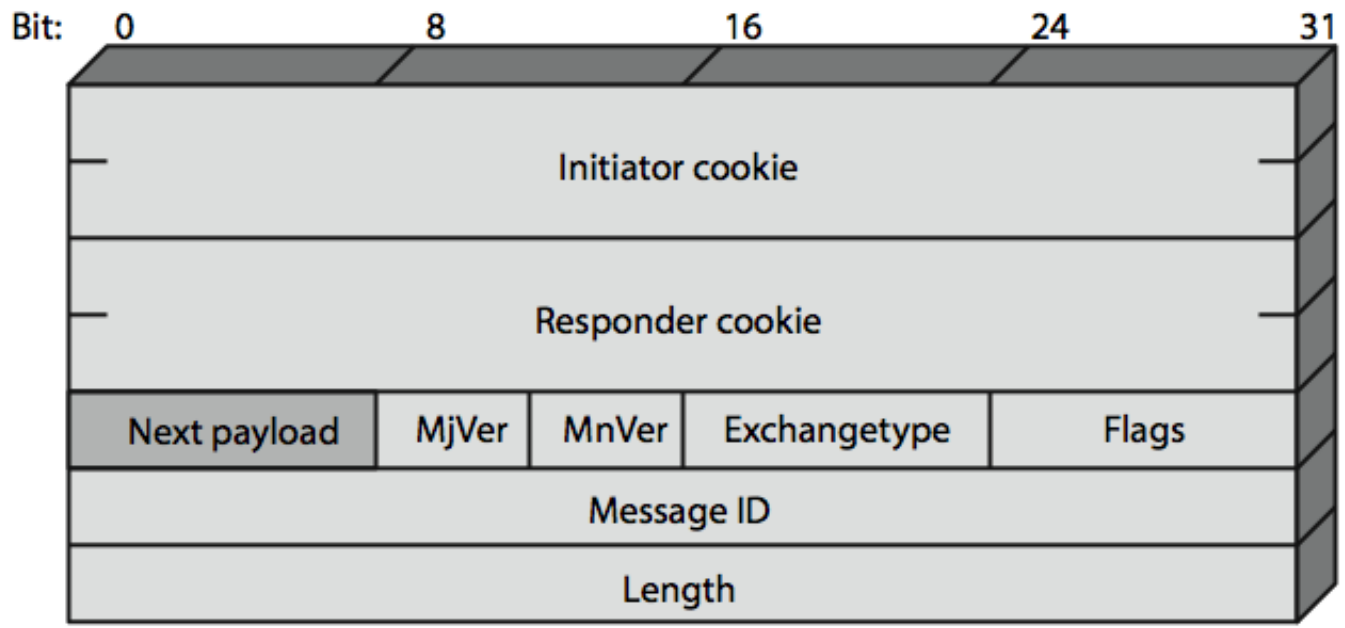 Bit: 0 8 16 24 31
Initiator cookie
Responder cookie
Next payload MjVer MnVer Exchangetype Flags
Message ID
Length